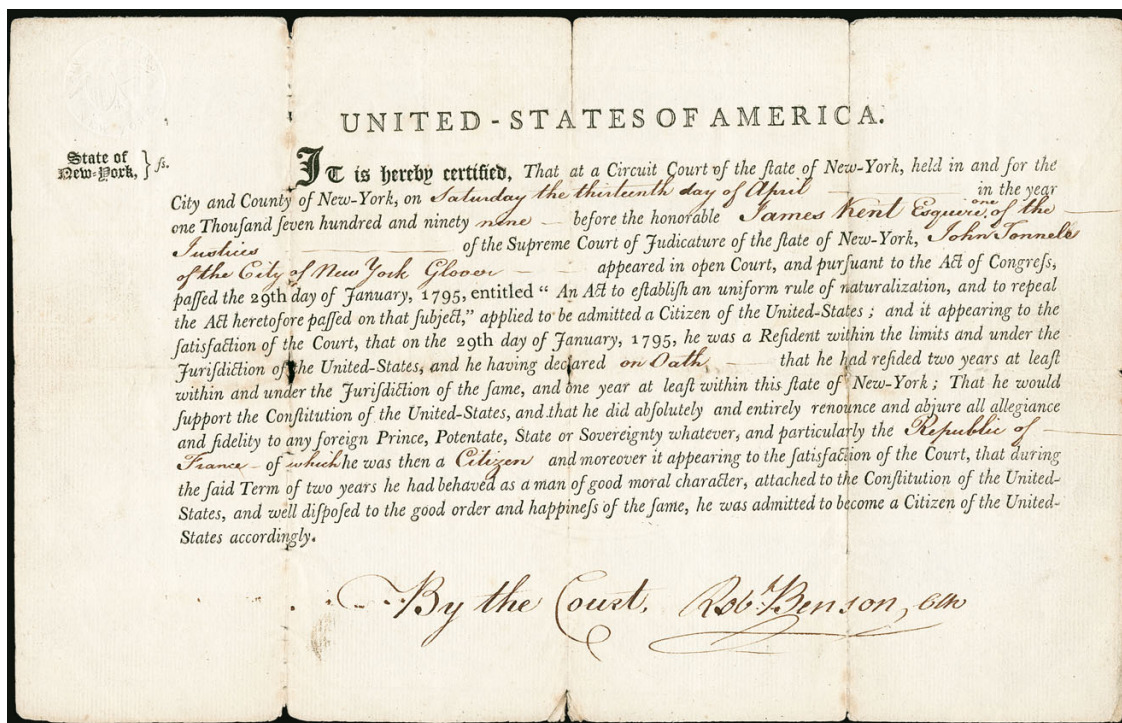 UNITED-STATES OF AMERICA.
State of
New-York, } ſs.
IT is hereby certified, That at a Circuit Court of the ſtate of New-York, held in and for the
City and County of New-York, on Saturday the thirteenth day of April in the year
one Thouſand ſeven hundred and ninety nine before the honorable James Kent Esquire, one of the
Justices of the Supreme Court of Judicature of the ſtate of New-York, John Tonnele
of the City of New York Glover appeared in open Court, and purſuant to the Act of Congreſs,
paſſed the 29th day of January, 1795, entitled “ An Act to eſtabliſh an uniform rule of naturalization, and to repeal
the Act heretofore paſſed on that ſubject,” applied to be admitted a Citizen of the United-States ; and it appearing to the
ſatisfaction of the Court, that on the 29th day of January, 1795, he was a Reſident within the limits and under the
Jurisdiction of the United-States, and he having declared on Oath that he had reſided two years at leaſt
within and under the Jurisdiction of the ſame, and one year at leaſt within this ſtate of New-York ; That he would
ſupport the Conſtitution of the United-States, and that he did abſolutely and entirely renounce and abjure all allegiance
and fidelity to any foreign Prince, Potentate, State or Sovereignty whatever, and particularly the Republic of
France of which he was then a Citizen and moreover it appearing to the ſatisfaction of the Court, that during
the ſaid Term of two years he had behaved as a man of good moral character, attached to the Conſtitution of the United-
States, and well diſpoſed to the good order and happineſs of the ſame, he was admitted to become a Citizen of the United-
States accordingly.
By the Court, Robt. Benson, Clk